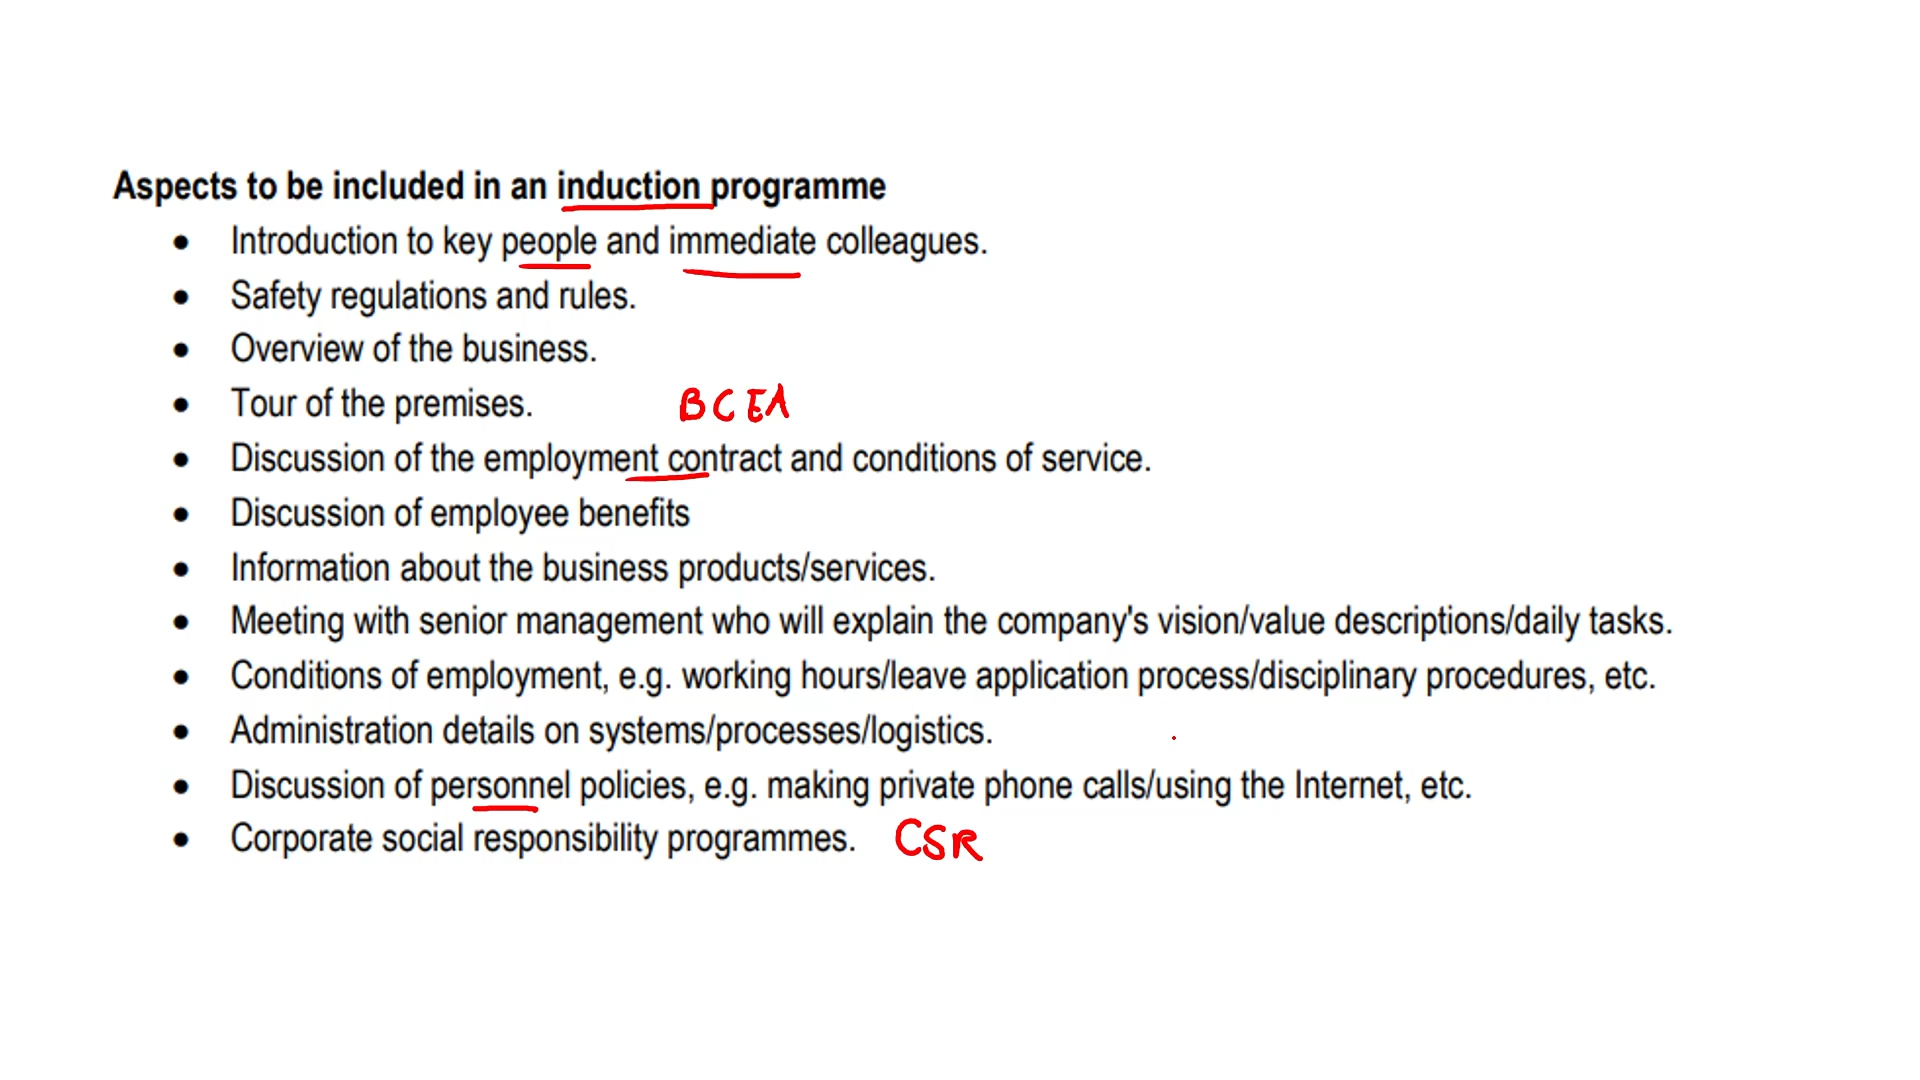 Aspects to be included in an induction programme
• Introduction to key people and immediate colleagues.
• Safety regulations and rules.
• Overview of the business.
• Tour of the premises. BCEA
• Discussion of the employment contract and conditions of service.
• Discussion of employee benefits
• Information about the business products/services.
• Meeting with senior management who will explain the company's vision/value descriptions/daily tasks.
• Conditions of employment, e.g. working hours/leave application process/disciplinary procedures, etc.
• Administration details on systems/processes/logistics.
• Discussion of personnel policies, e.g. making private phone calls/using the Internet, etc.
• Corporate social responsibility programmes. CSR